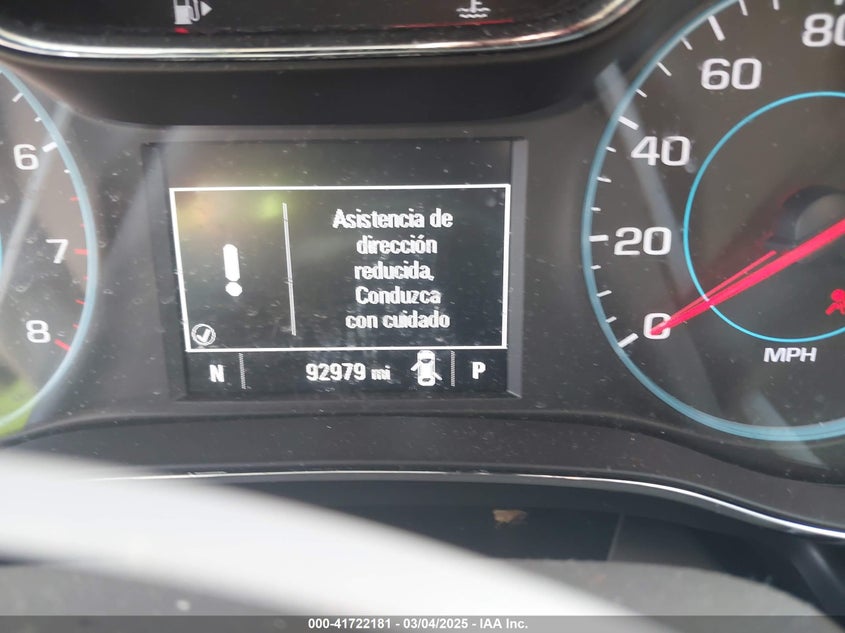 6
7
8
Asistencia de
dirección
reducida,
Conduzca
con cuidado
N 92979 mi P
80
60
40
20
0
MPH
000-41722181 - 03/04/2025 - IAA Inc.